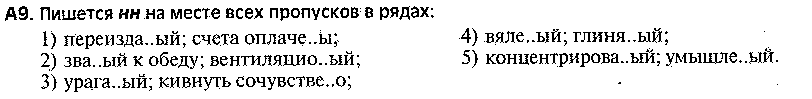 А9. Пишется нн на месте всех пропусков в рядах:
1) переизда..ый; счета оплаче..ы;
2) зва..ый к обеду; вентиляцио..ый;
3) урага..ый; кивнуть сочувстве..о;
4) вяле..ый; глиня..ый;
5) концентрирова..ый; умышле..ый.